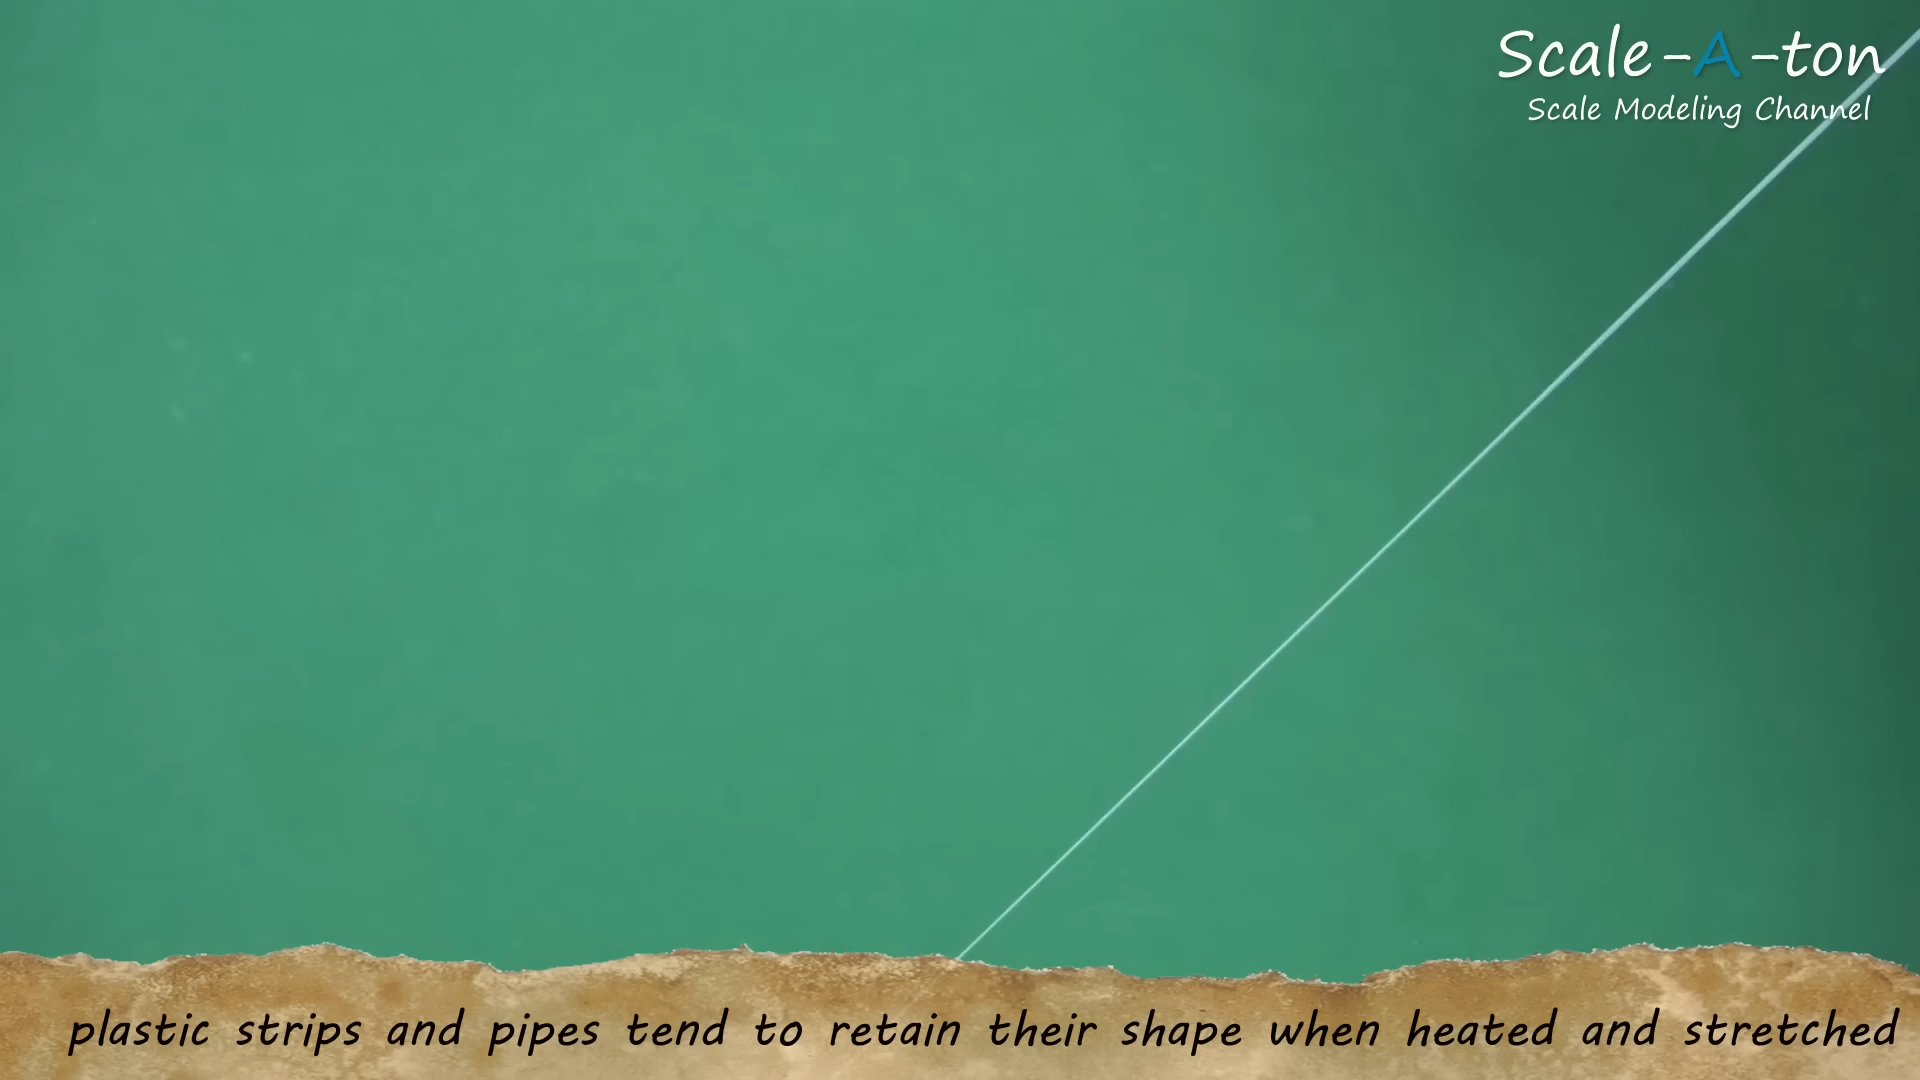 Scale-A-ton
Scale Modeling Channel
plastic strips and pipes tend to retain their shape when heated and stretched